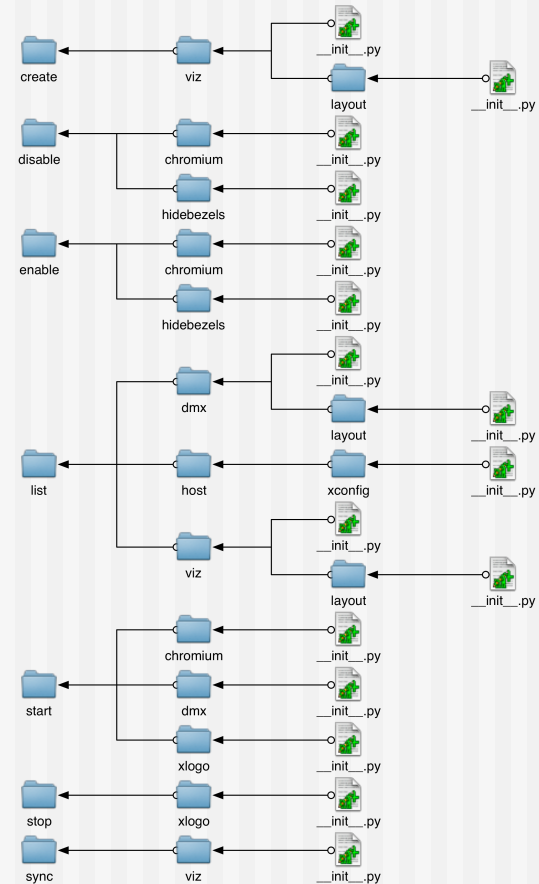 __init__.py
create viz
layout __init__.py
disable chromium __init__.py
hidebezels __init__.py
enable chromium __init__.py
hidebezels __init__.py
__init__.py
dmx
layout __init__.py
list host xconfig __init__.py
__init__.py
viz
layout __init__.py
chromium __init__.py
start dmx __init__.py
xlogo __init__.py
stop xlogo __init__.py
sync viz __init__.py